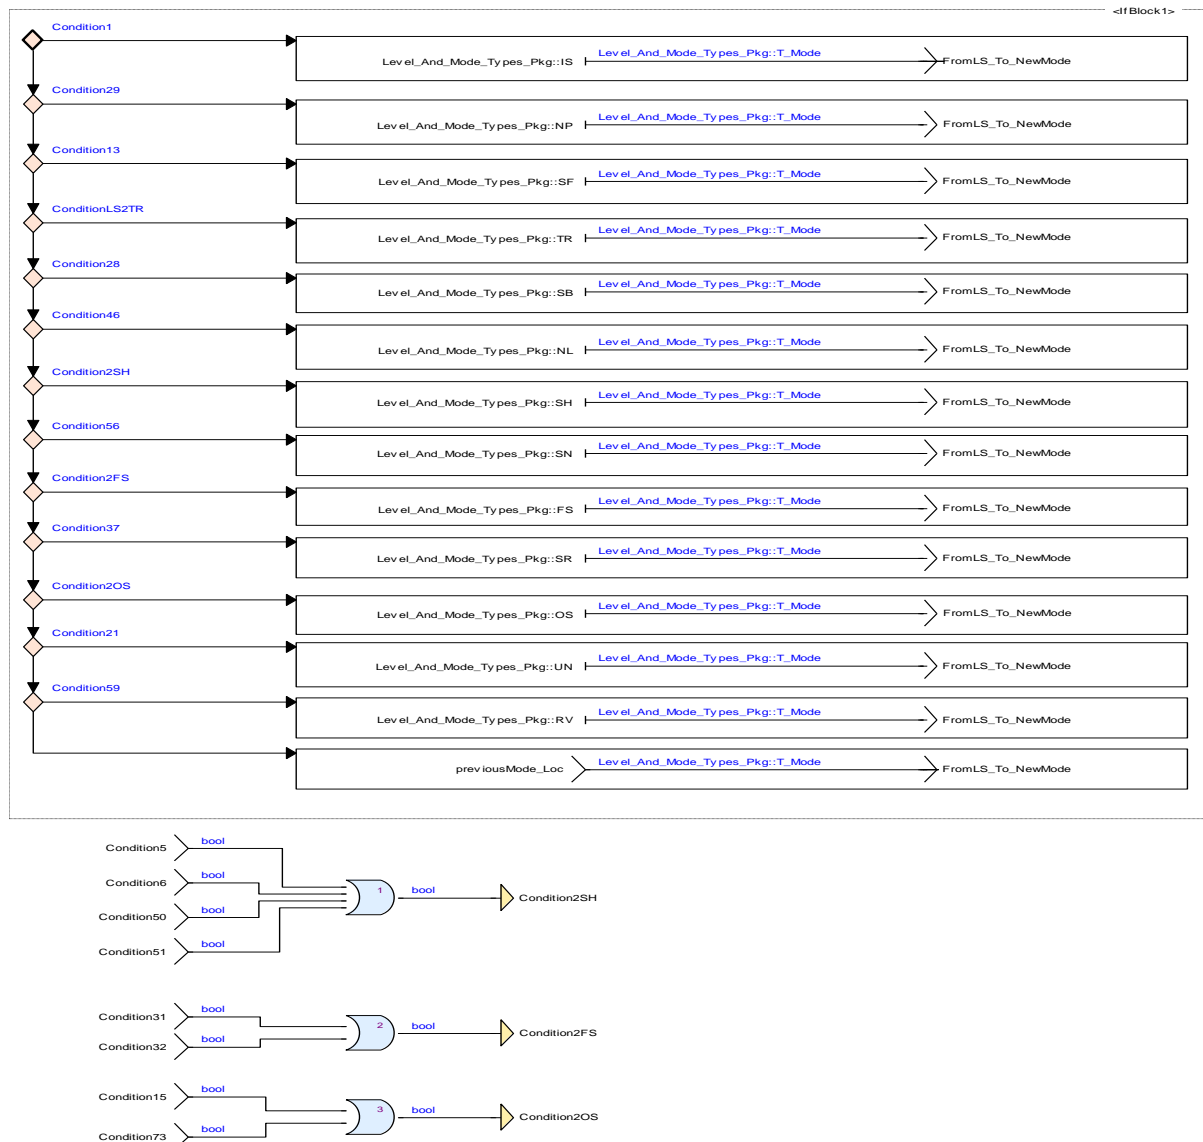 <IfBlock1>
Condition1
Level_And_Mode_Types_Pkg::IS Level_And_Mode_Types_Pkg::T_Mode FromLS_To_NewMode
Condition29
Level_And_Mode_Types_Pkg::NP Level_And_Mode_Types_Pkg::T_Mode FromLS_To_NewMode
Condition13
Level_And_Mode_Types_Pkg::SF Level_And_Mode_Types_Pkg::T_Mode FromLS_To_NewMode
ConditionLS2TR
Level_And_Mode_Types_Pkg::TR Level_And_Mode_Types_Pkg::T_Mode FromLS_To_NewMode
Condition28
Level_And_Mode_Types_Pkg::SB Level_And_Mode_Types_Pkg::T_Mode FromLS_To_NewMode
Condition46
Level_And_Mode_Types_Pkg::NL Level_And_Mode_Types_Pkg::T_Mode FromLS_To_NewMode
Condition2SH
Level_And_Mode_Types_Pkg::SH Level_And_Mode_Types_Pkg::T_Mode FromLS_To_NewMode
Condition56
Level_And_Mode_Types_Pkg::SN Level_And_Mode_Types_Pkg::T_Mode FromLS_To_NewMode
Condition2FS
Level_And_Mode_Types_Pkg::FS Level_And_Mode_Types_Pkg::T_Mode FromLS_To_NewMode
Condition37
Level_And_Mode_Types_Pkg::SR Level_And_Mode_Types_Pkg::T_Mode FromLS_To_NewMode
Condition2OS
Level_And_Mode_Types_Pkg::OS Level_And_Mode_Types_Pkg::T_Mode FromLS_To_NewMode
Condition21
Level_And_Mode_Types_Pkg::UN Level_And_Mode_Types_Pkg::T_Mode FromLS_To_NewMode
Condition59
Level_And_Mode_Types_Pkg::RV Level_And_Mode_Types_Pkg::T_Mode FromLS_To_NewMode
previousMode_Loc Level_And_Mode_Types_Pkg::T_Mode FromLS_To_NewMode
Condition5 bool
Condition6 bool
1 bool Condition2SH
Condition50 bool
Condition51 bool
Condition31 bool
2 bool Condition2FS
Condition32 bool
Condition15 bool
3 bool Condition2OS
Condition73 bool